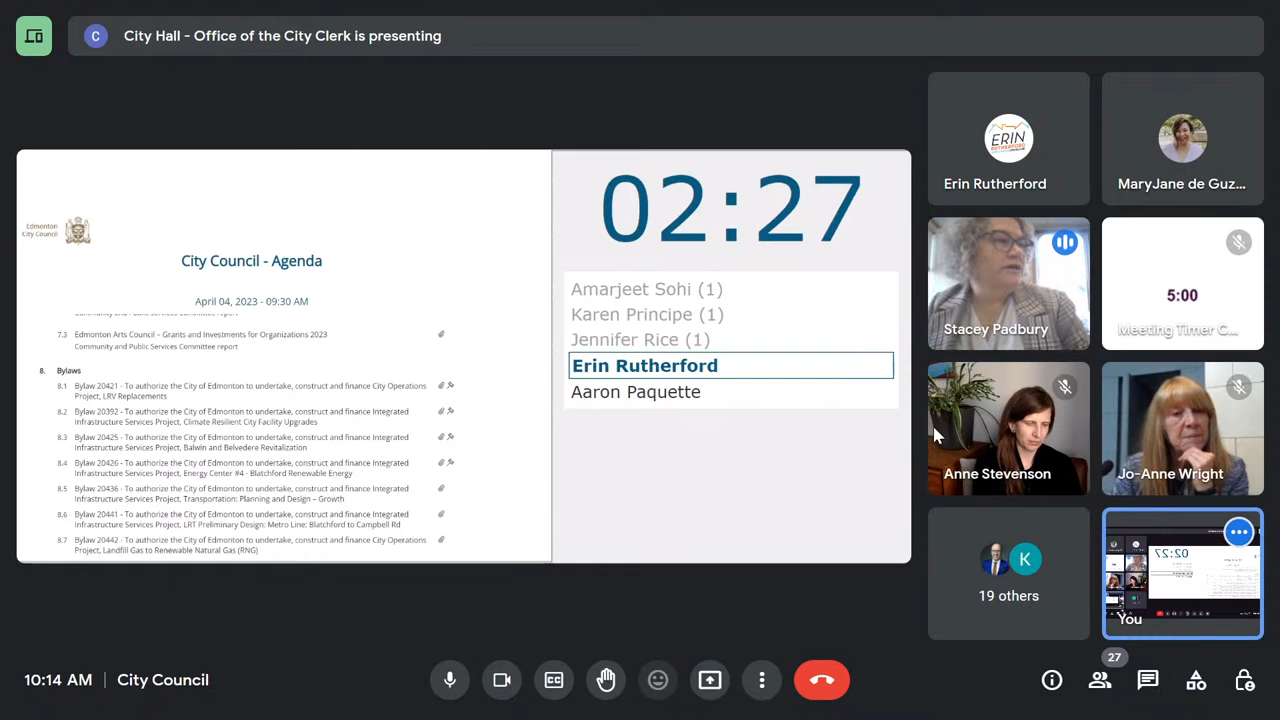 C
City Hall - Office of the City Clerk is presenting
Edmonton
City Council
City Council - Agenda
April 04, 2023 - 09:30 AM
7.3 Edmonton Arts Council – Grants and Investments for Organizations 2023
Community and Public Services Committee report
8. Bylaws
8.1 Bylaw 20421 - To authorize the City of Edmonton to undertake, construct and finance City Operations
Project, LRV Replacements
8.2 Bylaw 20392 - To authorize the City of Edmonton to undertake, construct and finance Integrated
Infrastructure Services Project, Climate Resilient City Facility Upgrades
8.3 Bylaw 20425 - To authorize the City of Edmonton to undertake, construct and finance Integrated
Infrastructure Services Project, Balwin and Belvedere Revitalization
8.4 Bylaw 20426 - To authorize the City of Edmonton to undertake, construct and finance Integrated
Infrastructure Services Project, Energy Center #4 - Blatchford Renewable Energy
8.5 Bylaw 20436 - To authorize the City of Edmonton to undertake, construct and finance Integrated
Infrastructure Services Project, Transportation: Planning and Design – Growth
8.6 Bylaw 20441 - To authorize the City of Edmonton to undertake, construct and finance Integrated
Infrastructure Services Project, LRT Preliminary Design: Metro Line: Blatchford to Campbell Rd
8.7 Bylaw 20442 - To authorize the City of Edmonton to undertake, construct and finance City Operations
Project, Landfill Gas to Renewable Natural Gas (RNG)
02:27
Amarjeet Sohi (1)
Karen Principe (1)
Jennifer Rice (1)
Erin Rutherford
Aaron Paquette
ERIN
RUTHERFORD
Erin Rutherford
MaryJane de Guz...
Stacey Padbury
5:00
Meeting Timer C...
Anne Stevenson
Jo-Anne Wright
K
19 others
02:27
You
10:14 AM
City Council
CC
27